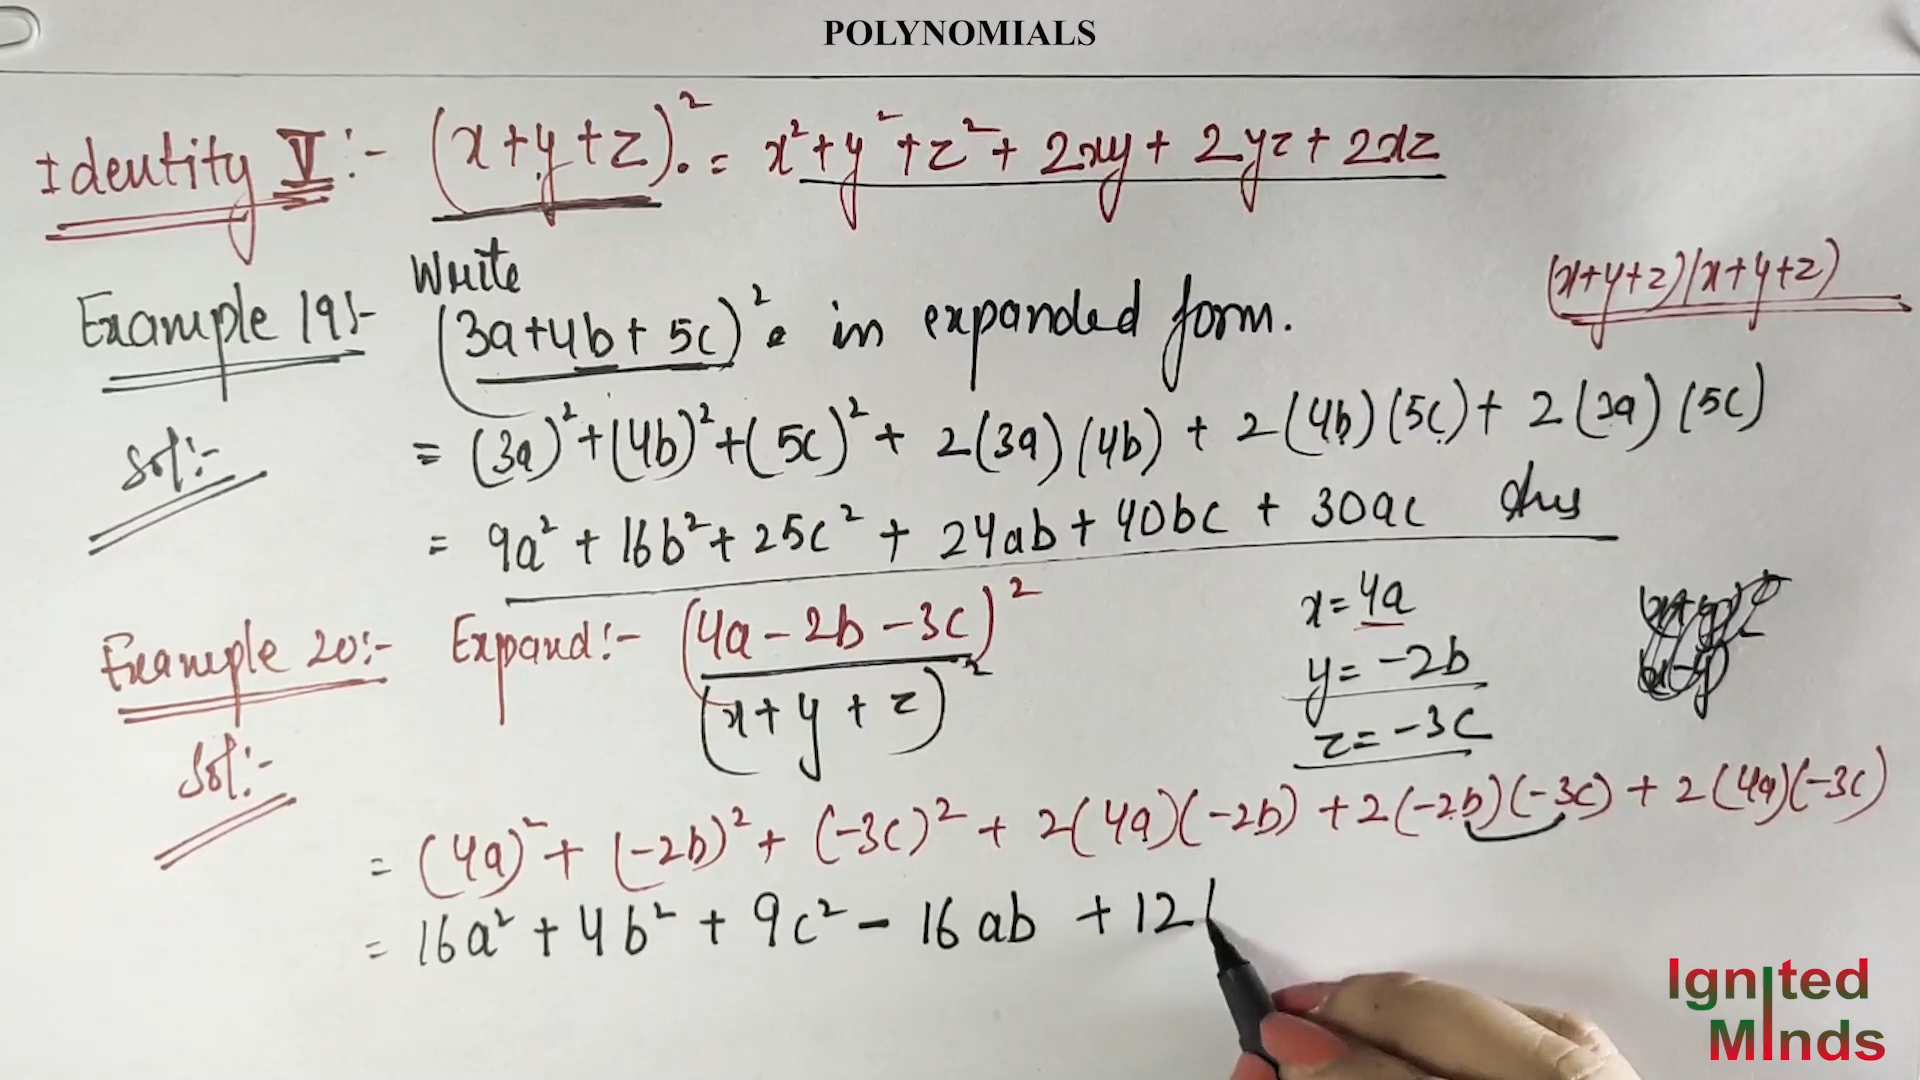 POLYNOMIALS
Identity V:- (x+y+z)² = x²+y²+z²+2xy+2yz+2xz
(x+y+z)(x+y+z)
Example 19:- Write (3a+4b+5c)² in expanded form.
Sol:- = (3a)²+(4b)²+(5c)²+ 2(3a)(4b) + 2(4b)(5c)+ 2(3a)(5c)
= 9a²+16b²+25c²+24ab+40bc+30ac Ans
Example 20:- Expand:- (4a-2b-3c)²
(x+y+z)²
x=4a
y=-2b
z=-3c
Sol:-
= (4a)²+(-2b)²+(-3c)²+2(4a)(-2b)+2(-2b)(-3c)+2(4a)(-3c)
= 16a²+4b²+9c²-16ab+12
Ignited
Minds